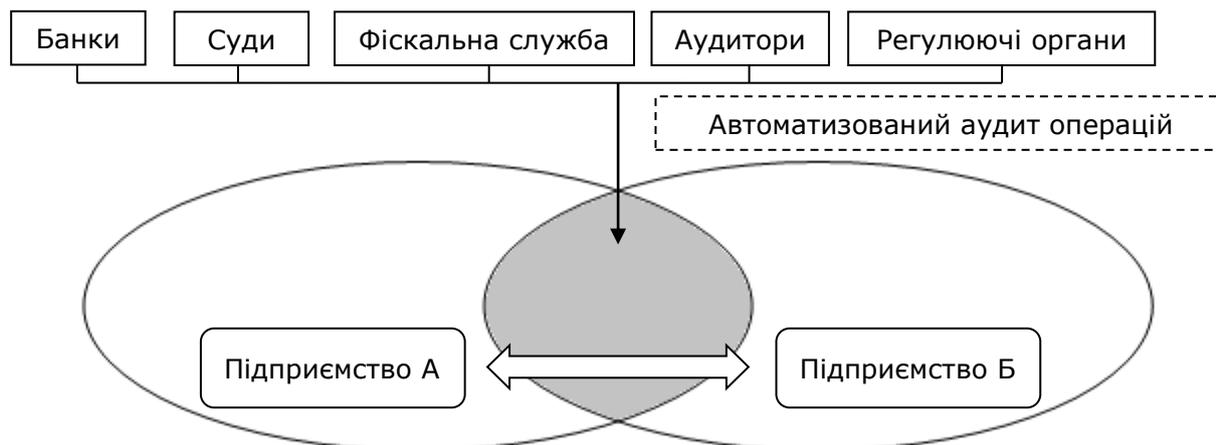 Банки
Суди
Фіскальна служба
Аудитори
Регулюючі органи
Автоматизований аудит операцій
Підприємство А
Підприємство Б